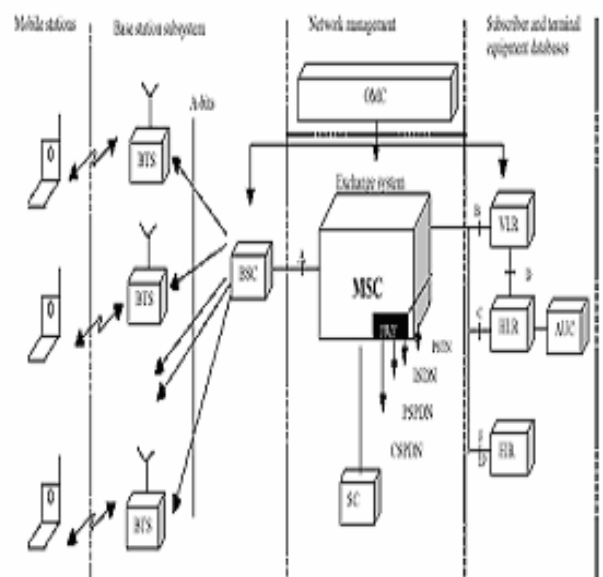 Mobile stations
Base station subsystem
Network management
Subscriber and terminal
equipment databases
OMC
A-bis
Exchange system
BTS
BTS
BTS
BSC
A
MSC
B
VLR
D
C
HLR
AUC
EIR
PSTN
ISDN
PSPDN
CSPDN
SC